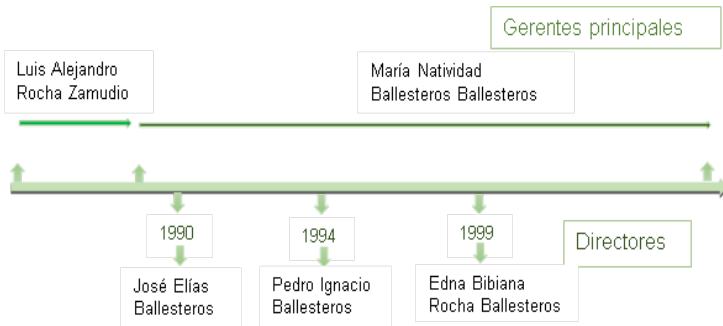 Gerentes principales
Luis Alejandro
Rocha Zamudio
María Natividad
Ballesteros Ballesteros
1990
1994
1999
Directores
José Elías
Ballesteros
Pedro Ignacio
Ballesteros
Edna Bibiana
Rocha Ballesteros